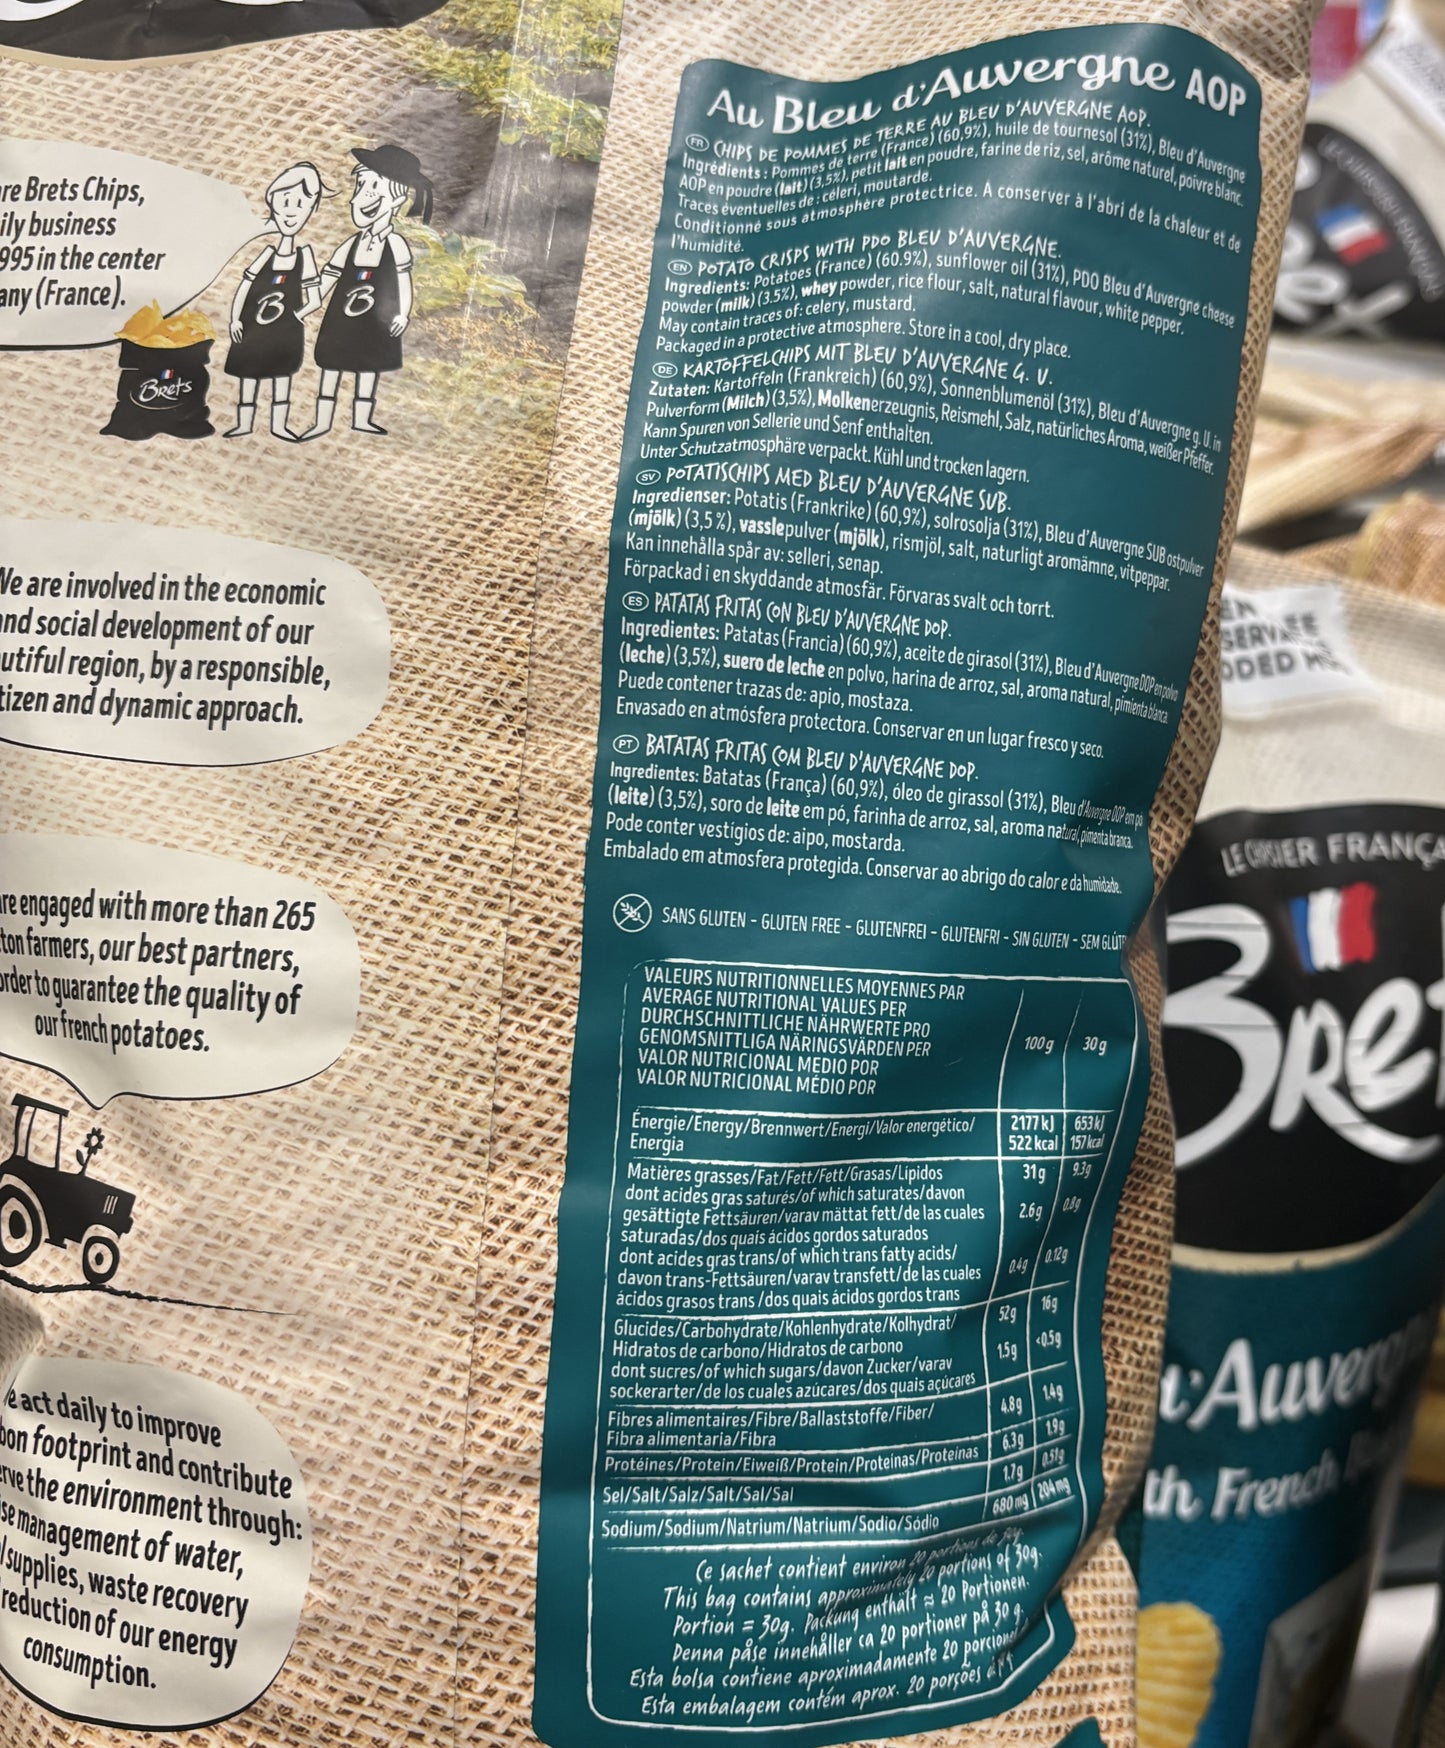 re Brets Chips,
ily business
995 in the center
any (France).
B
B
Brets
We are involved in the economic
and social development of our
utiful region, by a responsible,
tizen and dynamic approach.
are engaged with more than 265
ton farmers, our best partners,
order to guarantee the quality of
our french potatoes.
e act daily to improve
bon footprint and contribute
erve the environment through:
se management of water,
l supplies, waste recovery
reduction of our energy
consumption.
Au Bleu d'Auvergne AOP
FR CHIPS DE POMMES DE TERRE AU BLEU D'AUVERGNE AOP.
Ingrédients : Pommes de terre (France) (60,9%), huile de tournesol (31%), Bleu d'Auvergne
AOP en poudre (lait) (3,5%), petit lait en poudre, farine de riz, sel, arôme naturel, poivre blanc.
Traces éventuelles de : céleri, moutarde.
Conditionné sous atmosphère protectrice. A conserver à l'abri de la chaleur et de
l'humidité.
EN POTATO CRISPS WITH PDO BLEU D'AUVERGNE.
Ingredients: Potatoes (France) (60.9%), sunflower oil (31%), PDO Bleu d'Auvergne cheese
powder (milk) (3.5%), whey powder, rice flour, salt, natural flavour, white pepper.
May contain traces of: celery, mustard.
Packaged in a protective atmosphere. Store in a cool, dry place.
DE KARTOFFELCHIPS MIT BLEU D'AUVERGNE G. U.
Zutaten: Kartoffeln (Frankreich) (60,9%), Sonnenblumenöl (31%), Bleu d'Auvergne g. U. in
Pulverform (Milch) (3,5%), Molkenerzeugnis, Reismehl, Salz, natürliches Aroma, weißer Pfeffer.
Kann Spuren von Sellerie und Senf enthalten.
Unter Schutzatmosphäre verpackt. Kühl und trocken lagern.
SV POTATISCHIPS MED BLEU D'AUVERGNE SUB.
Ingredienser: Potatis (Frankrike) (60,9%), solrosolja (31%), Bleu d'Auvergne SUB ostpulver
(mjölk) (3,5 %), vasslepulver (mjölk), rismjöl, salt, naturligt aromämne, vitpeppar.
Kan innehålla spår av: selleri, senap.
Förpackad i en skyddande atmosfär. Förvaras svalt och torrt.
ES PATATAS FRITAS CON BLEU D'AUVERGNE DOP.
Ingredientes: Patatas (Francia) (60,9%), aceite de girasol (31%), Bleu d'Auvergne DOP en polvo
(leche) (3,5%), suero de leche en polvo, harina de arroz, sal, aroma natural, pimienta blanca.
Puede contener trazas de: apio, mostaza.
Envasado en atmósfera protectora. Conservar en un lugar fresco y seco.
PT BATATAS FRITAS COM BLEU D'AUVERGNE DOP.
Ingredientes: Batatas (França) (60,9%), óleo de girassol (31%), Bleu d'Auvergne DOP em pó
(leite) (3,5%), soro de leite em pó, farinha de arroz, sal, aroma natural, pimenta branca.
Pode conter vestígios de: aipo, mostarda.
Embalado em atmosfera protegida. Conservar ao abrigo do calor e da humidade.
SANS GLUTEN - GLUTEN FREE - GLUTENFREI - GLUTENFRI - SIN GLUTEN - SEM GLÚT
VALEURS NUTRITIONNELLES MOYENNES PAR
AVERAGE NUTRITIONAL VALUES PER
DURCHSCHNITTLICHE NÄHRWERTE PRO
GENOMSNITTLIGA NÄRINGSVÄRDEN PER
VALOR NUTRICIONAL MEDIO POR
VALOR NUTRICIONAL MÉDIO POR
100g 30g
Énergie/Energy/Brennwert/Energi/Valor energético/ 2177 kJ 653 kJ
Energia 522 kcal 157 kcal
Matières grasses/Fat/Fett/Fett/Grasas/Lipidos 31g 9.3g
dont acides gras saturés/of which saturates/davon
gesättigte Fettsäuren/varav mättat fett/de las cuales 2.6g 0.8g
saturadas/dos quais ácidos gordos saturados
dont acides gras trans/of which trans fatty acids/
davon trans-Fettsäuren/varav transfett/de las cuales 0.4g 0.12g
ácidos grasos trans /dos quais ácidos gordos trans
Glucides/Carbohydrate/Kohlenhydrate/Kolhydrat/ 52g 16g
Hidratos de carbono/Hidratos de carbono
dont sucres/of which sugars/davon Zucker/varav 1.5g <0.5g
sockerarter/de los cuales azúcares/dos quais açúcares
Fibres alimentaires/Fibre/Ballaststoffe/Fiber/ 4.8g 1.4g
Fibra alimentaria/Fibra
Protéines/Protein/Eiweiß/Protein/Proteinas/Proteínas 6.3g 1.9g
Sel/Salt/Salz/Salt/Sal/Sal 1.7g 0.51g
Sodium/Sodium/Natrium/Natrium/Sodio/Sódio 680 mg 204 mg
Ce sachet contient environ 20 portions de 30g.
This bag contains approximately 20 portions of 30g.
Portion = 30g. Packung enthält ≈ 20 Portionen.
Denna påse innehåller ca 20 portioner på 30 g.
Esta bolsa contiene aproximadamente 20 porciones
Esta embalagem contém aprox. 20 porções
LE CHIPSIER FRANÇA
Bret
d'Auverg
th French